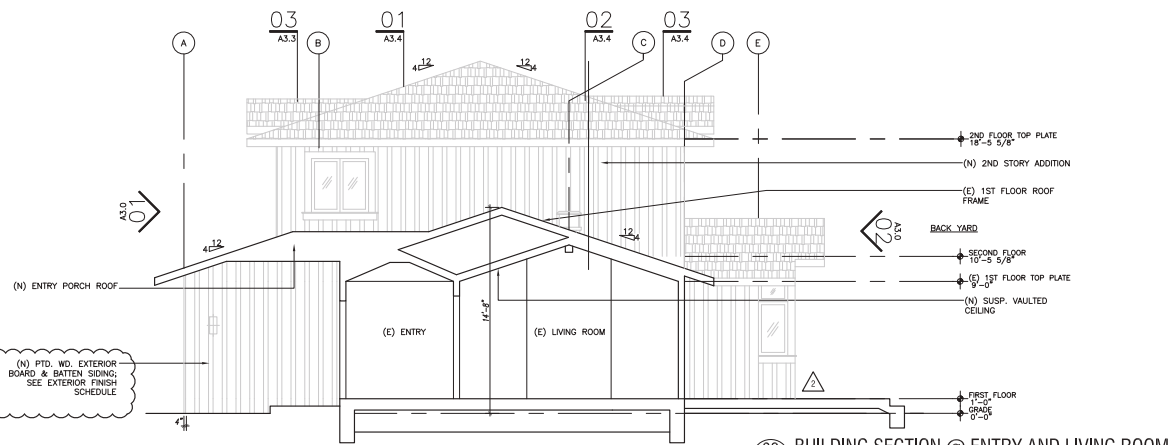 03
A3.3
01
A3.4
02
A3.4
03
A3.4
A
B
C
D
E
12
4
12
4
2ND FLOOR TOP PLATE
18'-5 5/8"
(N) 2ND STORY ADDITION
(E) 1ST FLOOR ROOF
FRAME
01
A3.0
02
A3.0
BACK YARD
12
4
12
4
SECOND FLOOR
10'-5 5/8"
(E) 1ST FLOOR TOP PLATE
9'-0"
(N) ENTRY PORCH ROOF
(N) SUSP. VAULTED
CEILING
14'-8"
(E) ENTRY
(E) LIVING ROOM
(N) PTD. WD. EXTERIOR
BOARD & BATTEN SIDING;
SEE EXTERIOR FINISH
SCHEDULE
2
FIRST FLOOR
1'-0"
GRADE
0'-0"
4"
BUILDING SECTION @ ENTRY AND LIVING ROOM